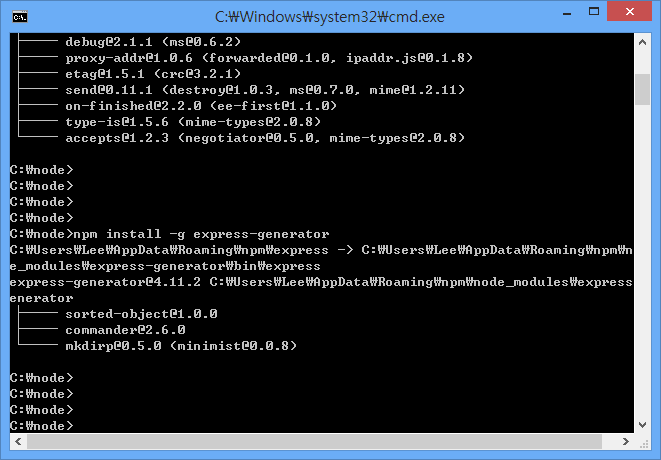 C:₩Windows₩system32₩cmd.exe
├── debug@2.1.1 (ms@0.6.2)
├── proxy-addr@1.0.6 (forwarded@0.1.0, ipaddr.js@0.1.8)
├── etag@1.5.1 (crc@3.2.1)
├── send@0.11.1 (destroy@1.0.3, ms@0.7.0, mime@1.2.11)
├── on-finished@2.2.0 (ee-first@1.1.0)
├── type-is@1.5.6 (mime-types@2.0.8)
└── accepts@1.2.3 (negotiator@0.5.0, mime-types@2.0.8)
C:₩node>
C:₩node>
C:₩node>
C:₩node>
C:₩node>npm install -g express-generator
C:₩Users₩Lee₩AppData₩Roaming₩npm₩express -> C:₩Users₩Lee₩AppData₩Roaming₩npm₩n
e_modules₩express-generator₩bin₩express
express-generator@4.11.2 C:₩Users₩Lee₩AppData₩Roaming₩npm₩node_modules₩express
enerator
├── sorted-object@1.0.0
├── commander@2.6.0
└── mkdirp@0.5.0 (minimist@0.0.8)
C:₩node>
C:₩node>
C:₩node>
C:₩node>